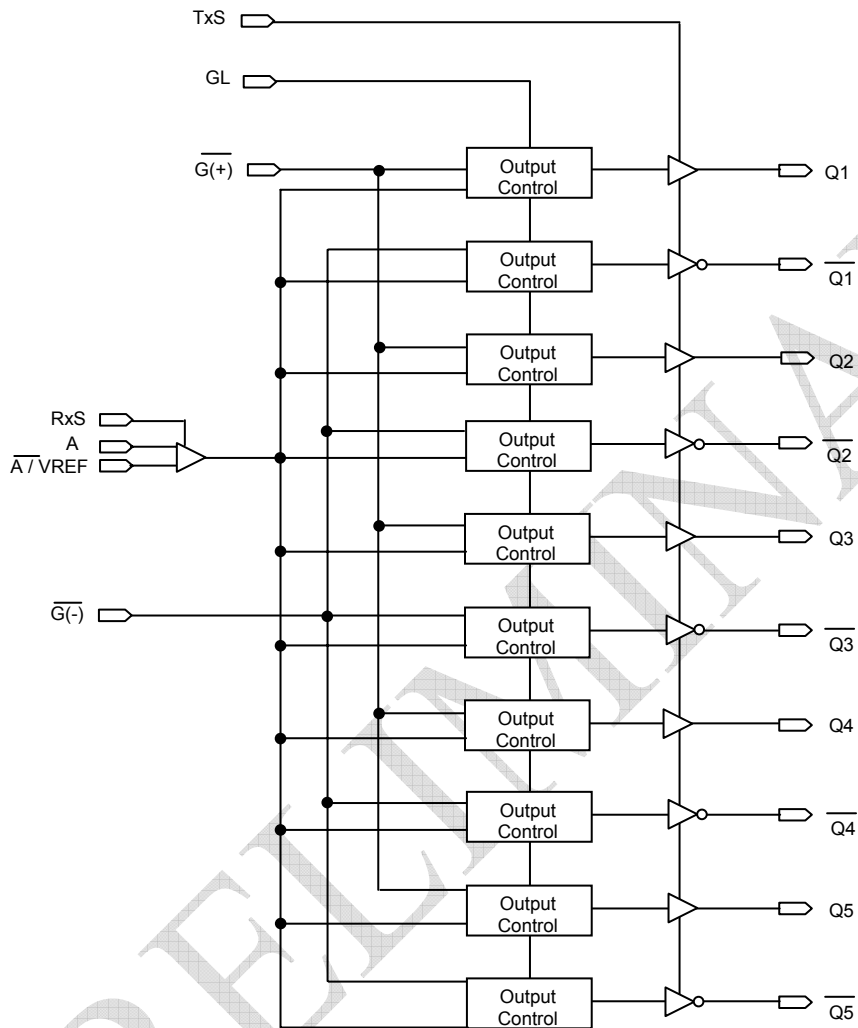 TxS
GL
G(+)
Output
Control
Q1
Output
Control
Q1
Output
Control
Q2
RxS
A
A / VREF
Output
Control
Q2
Output
Control
Q3
G(-)
Output
Control
Q3
Output
Control
Q4
Output
Control
Q4
Output
Control
Q5
Output
Control
Q5